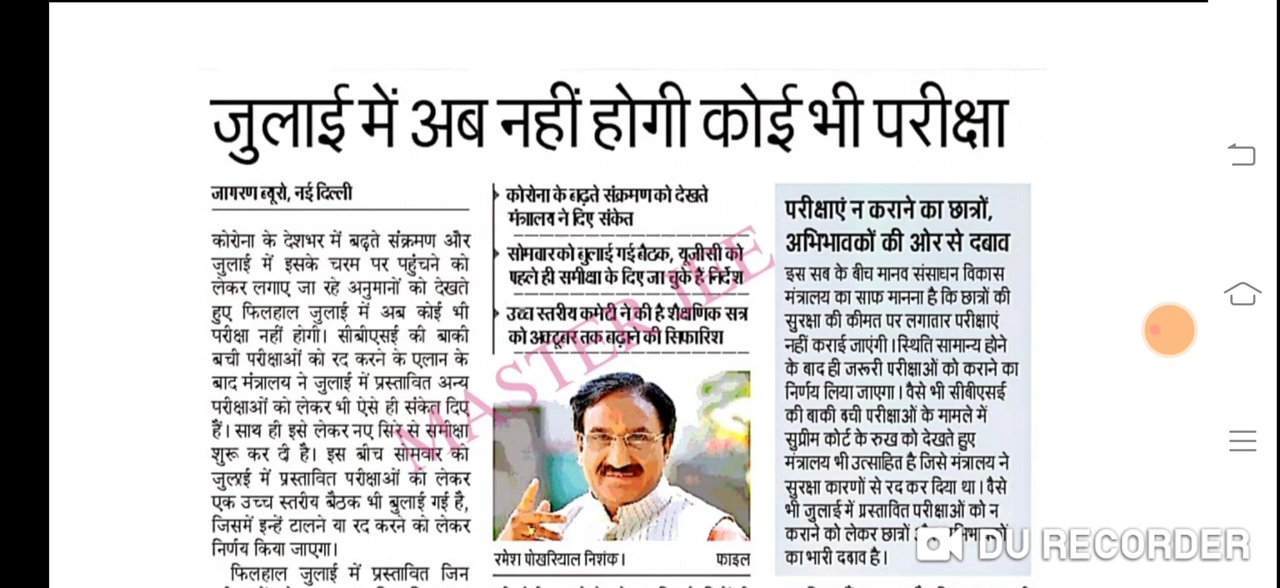 जुलाई में अब नहीं होगी कोई भी परीक्षा
जागरण ब्यूरो, नई दिल्ली
कोरोना के देशभर में बढ़ते संक्रमण और
जुलाई में इसके चरम पर पहुंचने को
लेकर लगाए जा रहे अनुमानों को देखते
हुए फिलहाल जुलाई में अब कोई भी
परीक्षा नहीं होगी। सीबीएसई की बाकी
बची परीक्षाओं को रद करने के एलान के
बाद मंत्रालय ने जुलाई में प्रस्तावित अन्य
परीक्षाओं को लेकर भी ऐसे ही संकेत दिए
हैं। साथ ही इसे लेकर नए सिरे से समीक्षा
शुरू कर दी है। इस बीच सोमवार को
जुलाई में प्रस्तावित परीक्षाओं को लेकर
एक उच्च स्तरीय बैठक भी बुलाई गई है,
जिसमें इन्हें टालने या रद करने को लेकर
निर्णय किया जाएगा।
फिलहाल जुलाई में प्रस्तावित जिन
कोरोना के बढ़ते संक्रमण को देखते
मंत्रालय ने दिए संकेत
सोमवार को बुलाई गई बैठक, यूजीसी को
पहले ही समीक्षा के दिए जा चुके हैं निर्देश
उच्च स्तरीय कमेटी ने की है शैक्षणिक सत्र
को अक्टूबर तक बढ़ाने की सिफारिश
MASTER JEE
रमेश पोखरियाल निशंक। फाइल
परीक्षाएं न कराने का छात्रों,
अभिभावकों की ओर से दबाव
इस सब के बीच मानव संसाधन विकास
मंत्रालय का साफ मानना है कि छात्रों की
सुरक्षा की कीमत पर लगातार परीक्षाएं
नहीं कराई जाएंगी। स्थिति सामान्य होने
के बाद ही जरूरी परीक्षाओं को कराने का
निर्णय लिया जाएगा। वैसे भी सीबीएसई
की बाकी बची परीक्षाओं के मामले में
सुप्रीम कोर्ट के रुख को देखते हुए
मंत्रालय भी उत्साहित है जिसे मंत्रालय ने
सुरक्षा कारणों से रद कर दिया था। वैसे
भी जुलाई में प्रस्तावित परीक्षाओं को न
कराने को लेकर छात्रों
का भारी दबाव है।
DU RECORDER